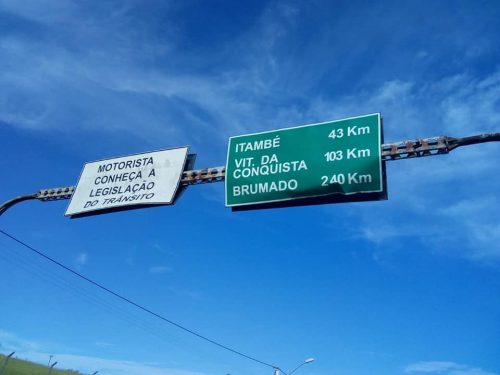 MOTORISTA
CONHEÇA A
LEGISLAÇÃO
DO TRÂNSITO
ITAMBÉ 43 Km
VIT. DA
CONQUISTA 103 Km
BRUMADO 240 Km